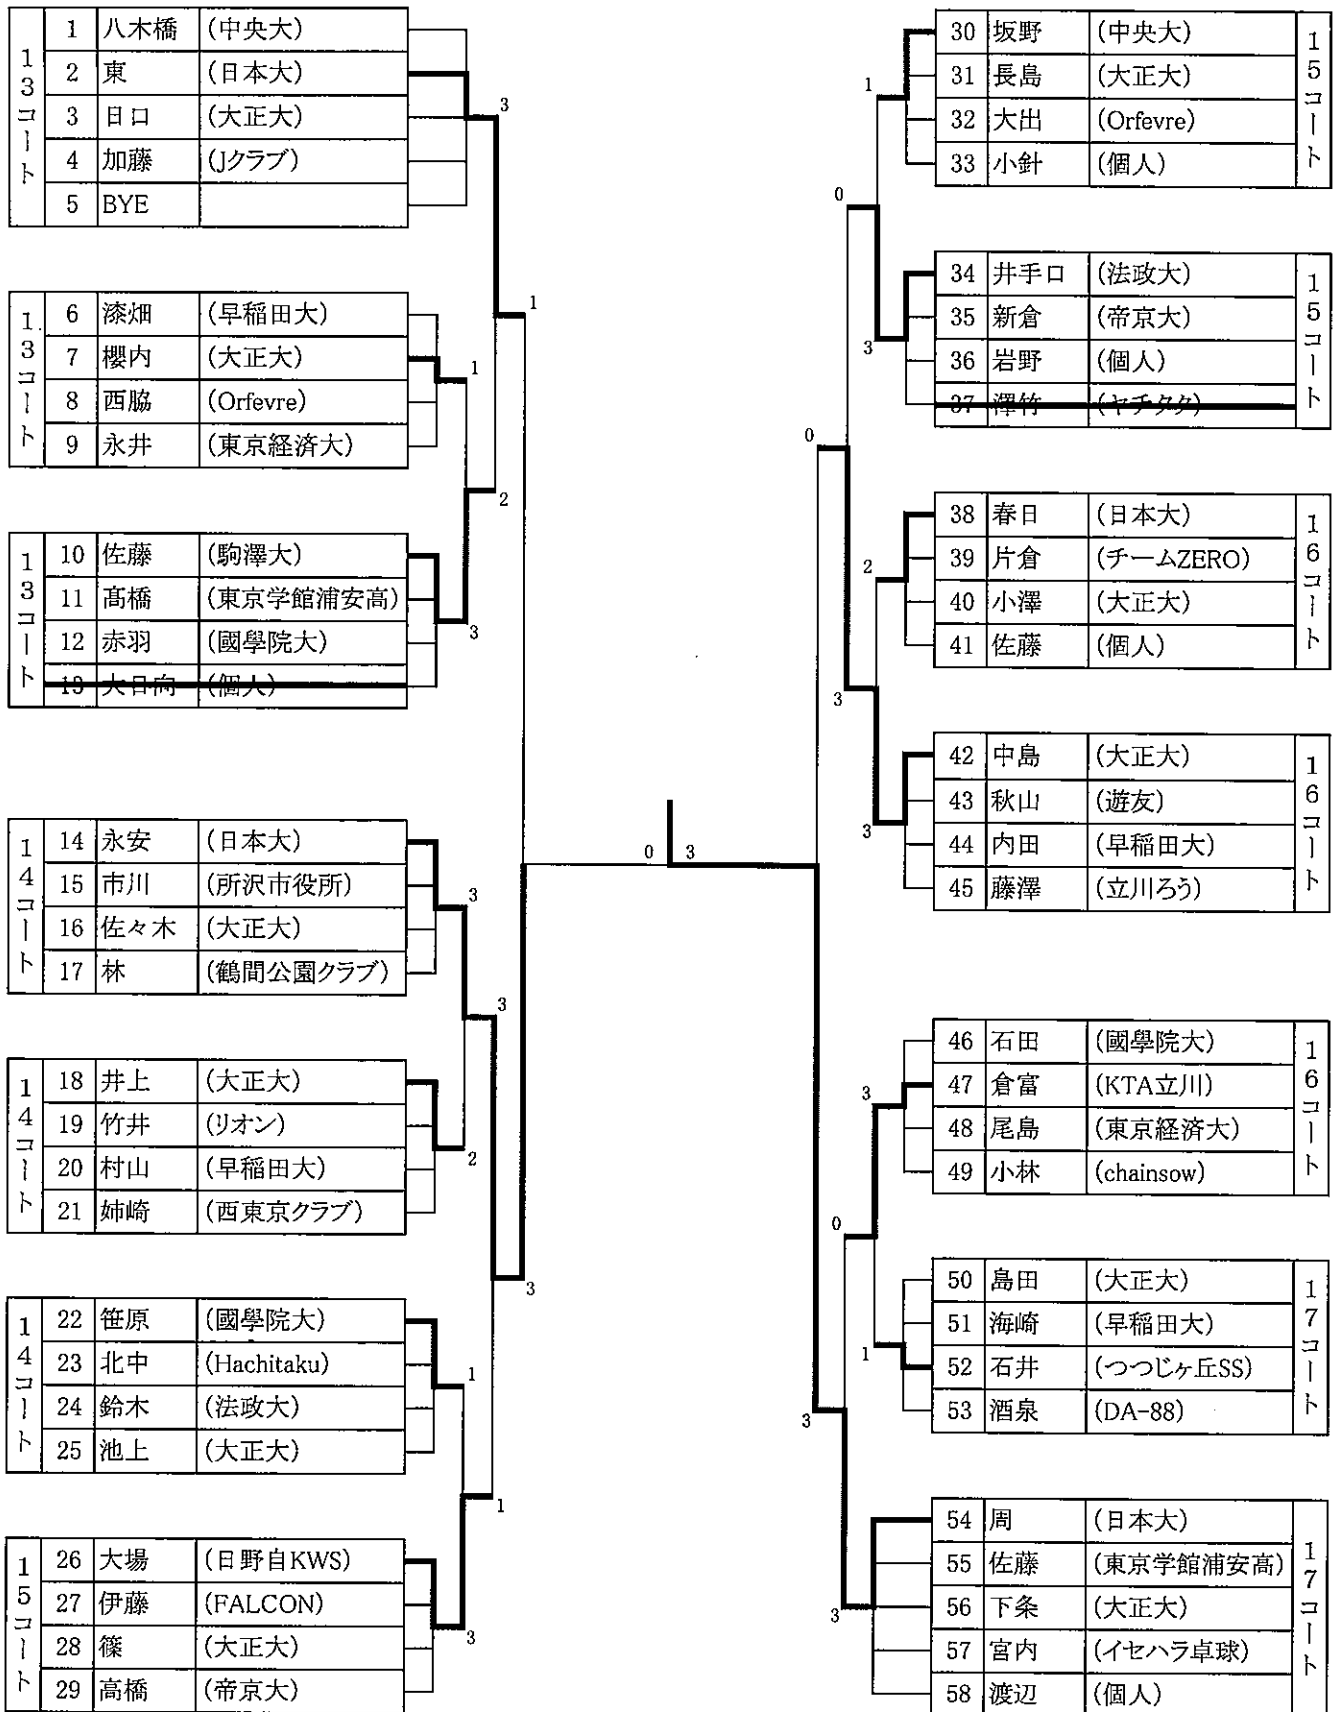 13コート
1 八木橋 (中央大)
2 東 (日本大)
3 日口 (大正大)
4 加藤 (Jクラブ)
5 BYE
3
13コート
6 漆畑 (早稲田大)
7 櫻内 (大正大)
8 西脇 (Orfevre)
9 永井 (東京経済大)
1
1
2
13コート
10 佐藤 (駒澤大)
11 髙橋 (東京学館浦安高)
12 赤羽 (國學院大)
13 大日向 (個人)
3
14コート
14 永安 (日本大)
15 市川 (所沢市役所)
16 佐々木 (大正大)
17 林 (鶴間公園クラブ)
3
3
14コート
18 井上 (大正大)
19 竹井 (リオン)
20 村山 (早稲田大)
21 姉崎 (西東京クラブ)
2
3
14コート
22 笹原 (國學院大)
23 北中 (Hachitaku)
24 鈴木 (法政大)
25 池上 (大正大)
1
1
15コート
26 大場 (日野自KWS)
27 伊藤 (FALCON)
28 篠 (大正大)
29 高橋 (帝京大)
3
0 3
15コート
30 坂野 (中央大)
31 長島 (大正大)
32 大出 (Orfevre)
33 小針 (個人)
1
0
15コート
34 井手口 (法政大)
35 新倉 (帝京大)
36 岩野 (個人)
37 澤竹 (ヤチタク)
3
0
16コート
38 春日 (日本大)
39 片倉 (チームZERO)
40 小澤 (大正大)
41 佐藤 (個人)
2
3
16コート
42 中島 (大正大)
43 秋山 (遊友)
44 内田 (早稲田大)
45 藤澤 (立川ろう)
3
16コート
46 石田 (國學院大)
47 倉富 (KTA立川)
48 尾島 (東京経済大)
49 小林 (chainsow)
3
0
17コート
50 島田 (大正大)
51 海崎 (早稲田大)
52 石井 (つつじヶ丘SS)
53 酒泉 (DA-88)
1
3
17コート
54 周 (日本大)
55 佐藤 (東京学館浦安高)
56 下条 (大正大)
57 宮内 (イセハラ卓球)
58 渡辺 (個人)
3